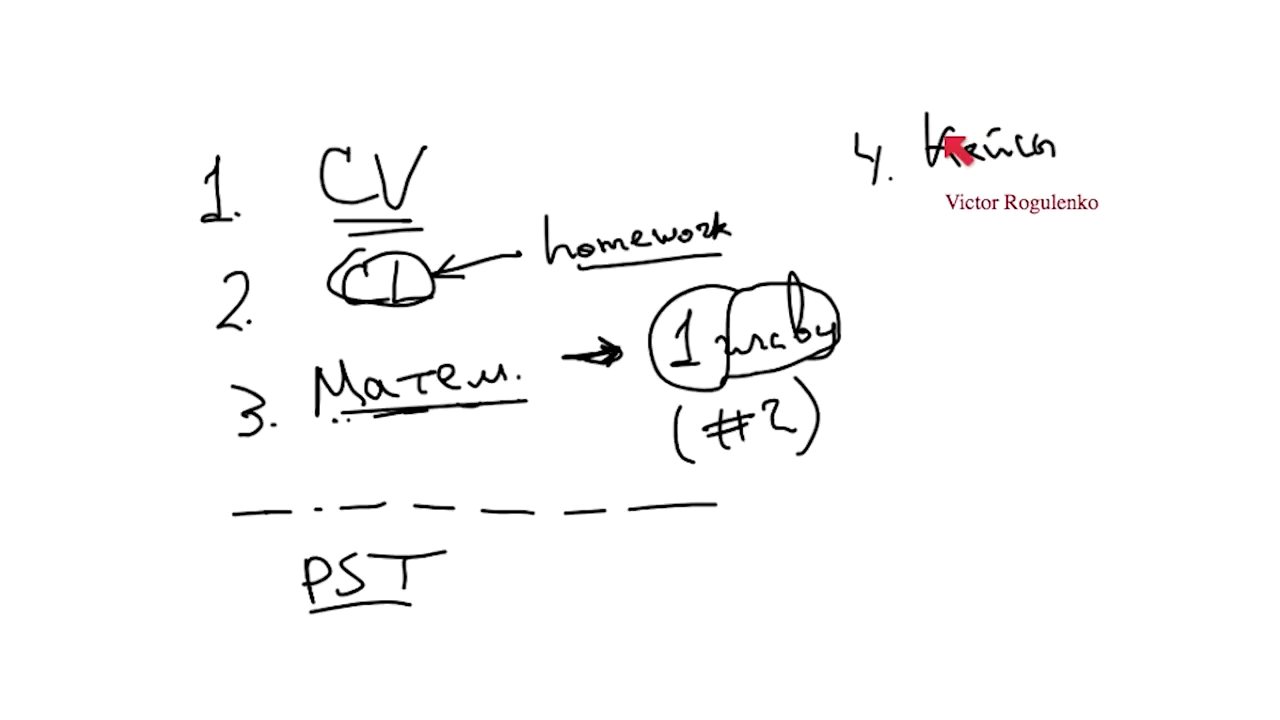 1. CV
2. CL
homework
3. Матем. → 1 главу
(#2)
PST
4. Кейсы
Victor Rogulenko